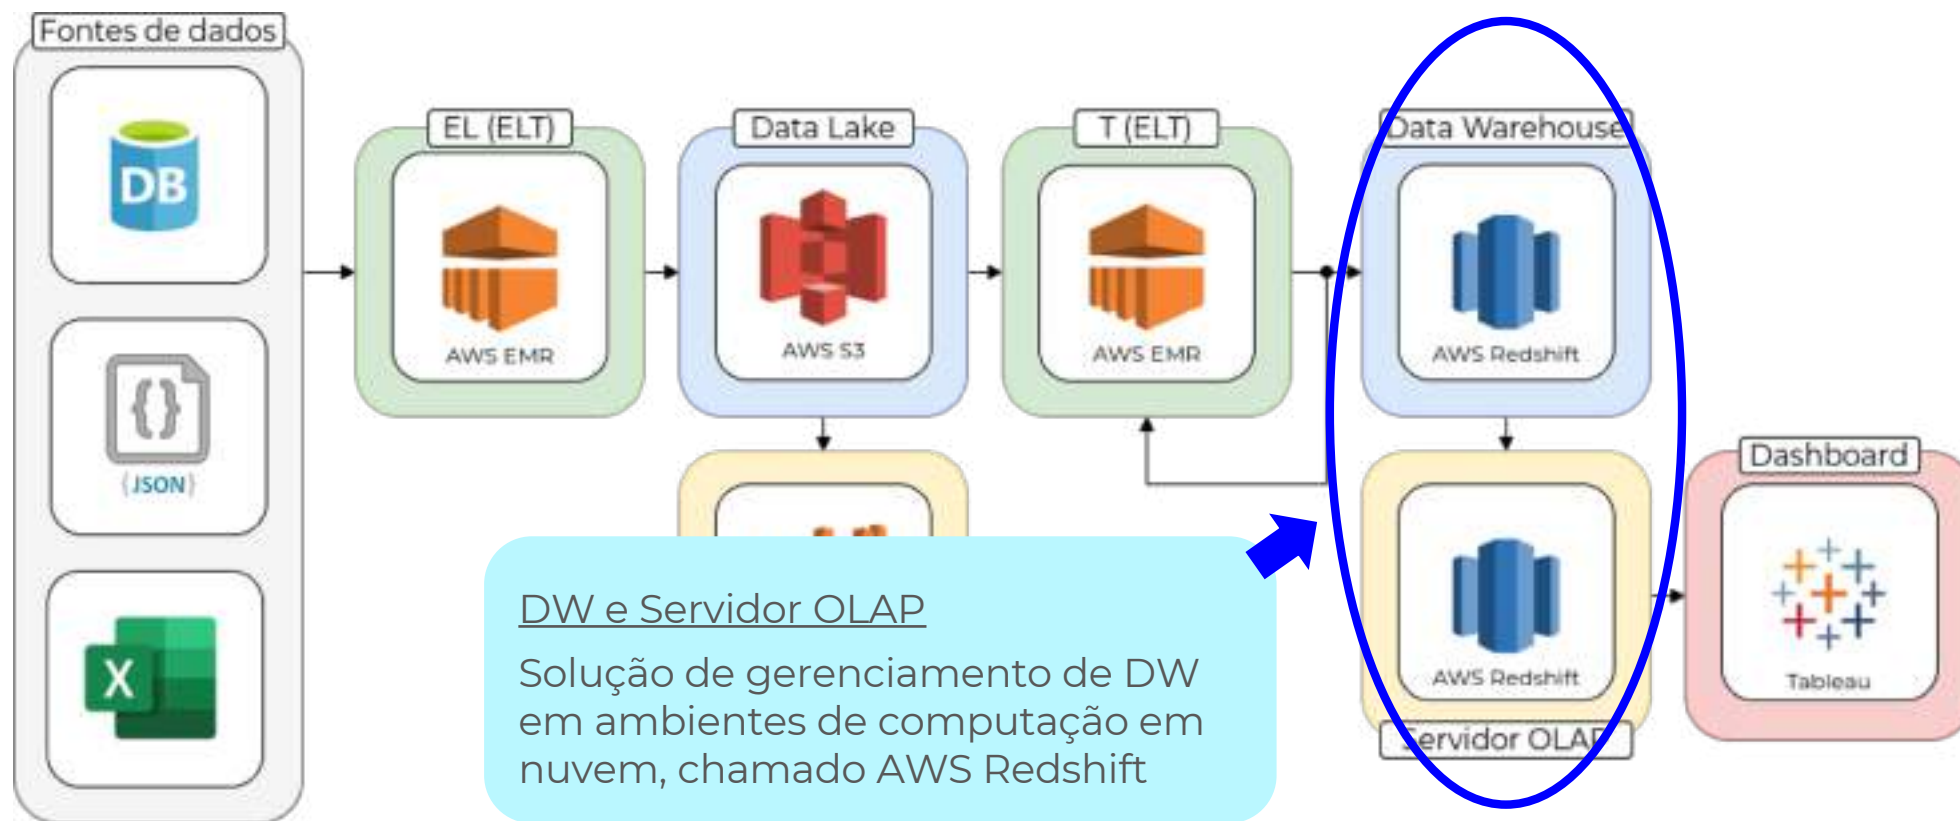 Fontes de dados
DB
{}
{JSON}
X
EL (ELT)
AWS EMR
Data Lake
AWS S3
T (ELT)
AWS EMR
Data Warehouse
AWS Redshift
AWS Redshift
Servidor OLAP
Dashboard
Tableau
DW e Servidor OLAP
Solução de gerenciamento de DW
em ambientes de computação em
nuvem, chamado AWS Redshift